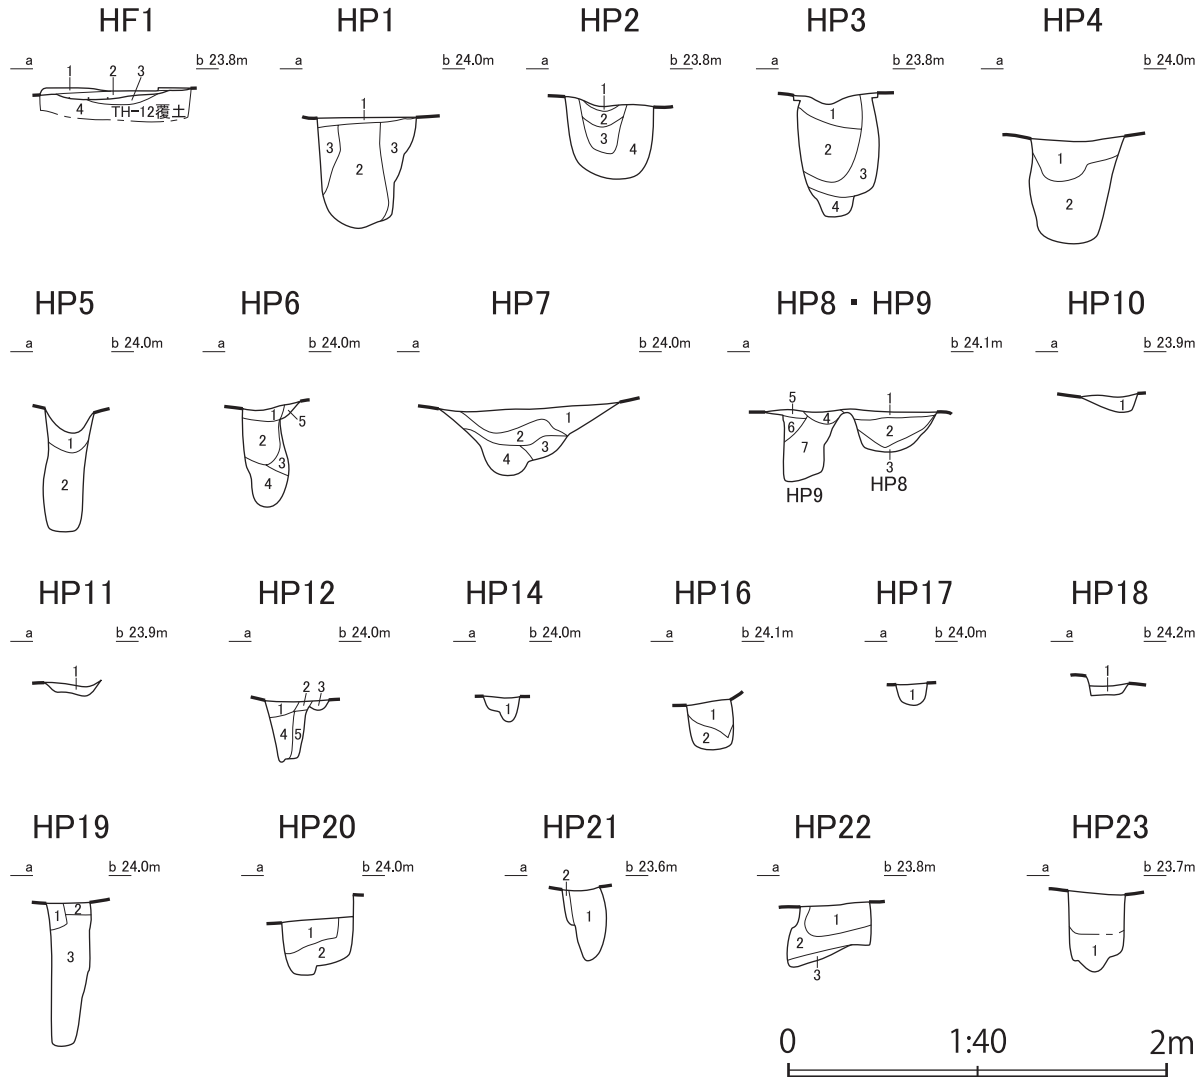 HF1 HP1 HP2 HP3 HP4
a b 23.8m a b 24.0m a b 23.8m a b 23.8m a b 24.0m
1 2 3 4 TH-12覆土
1 3 2 3
1 2 3 4
1 2 3 4
1 2
HP5 HP6 HP7 HP8・HP9 HP10
a b 24.0m a b 24.0m a b 24.0m a b 24.1m a b 23.9m
1 2
1 5 2 3 4
1 2 3 4
5 1 4 6 2 7 3 HP9 HP8
1
HP11 HP12 HP14 HP16 HP17 HP18
a b 23.9m a b 24.0m a b 24.0m a b 24.1m a b 24.0m a b 24.2m
1
2 3 1 4 5
1
1 2
1
1
HP19 HP20 HP21 HP22 HP23
a b 24.0m a b 24.0m a b 23.6m a b 23.8m a b 23.7m
1 2 3
1 2
2 1
1 2 3
1
0 1:40 2m